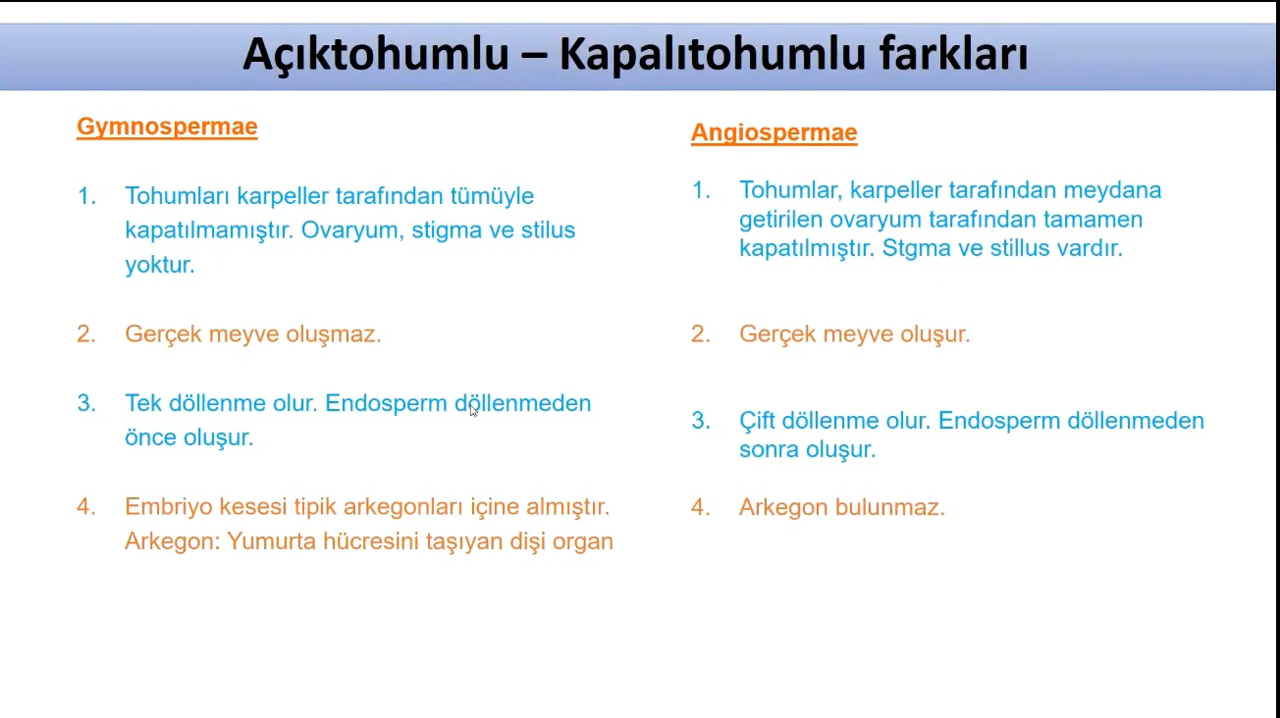 Açıktohumlu – Kapalıtohumlu farkları
Gymnospermae
1. Tohumları karpeller tarafından tümüyle
kapatılmamıştır. Ovaryum, stigma ve stilus
yoktur.
2. Gerçek meyve oluşmaz.
3. Tek döllenme olur. Endosperm döllenmeden
önce oluşur.
4. Embriyo kesesi tipik arkegonları içine almıştır.
Arkegon: Yumurta hücresini taşıyan dişi organ
Angiospermae
1. Tohumlar, karpeller tarafından meydana
getirilen ovaryum tarafından tamamen
kapatılmıştır. Stgma ve stillus vardır.
2. Gerçek meyve oluşur.
3. Çift döllenme olur. Endosperm döllenmeden
sonra oluşur.
4. Arkegon bulunmaz.